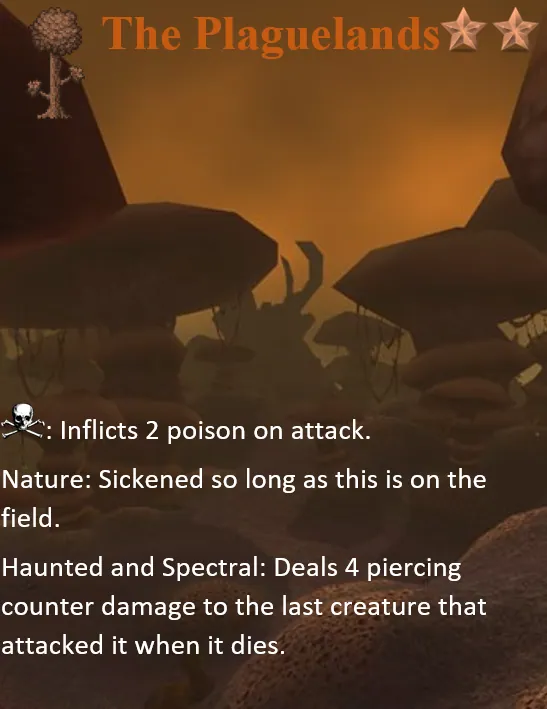 The Plaguelands
: Inflicts 2 poison on attack.
Nature: Sickened so long as this is on the
field.
Haunted and Spectral: Deals 4 piercing
counter damage to the last creature that
attacked it when it dies.